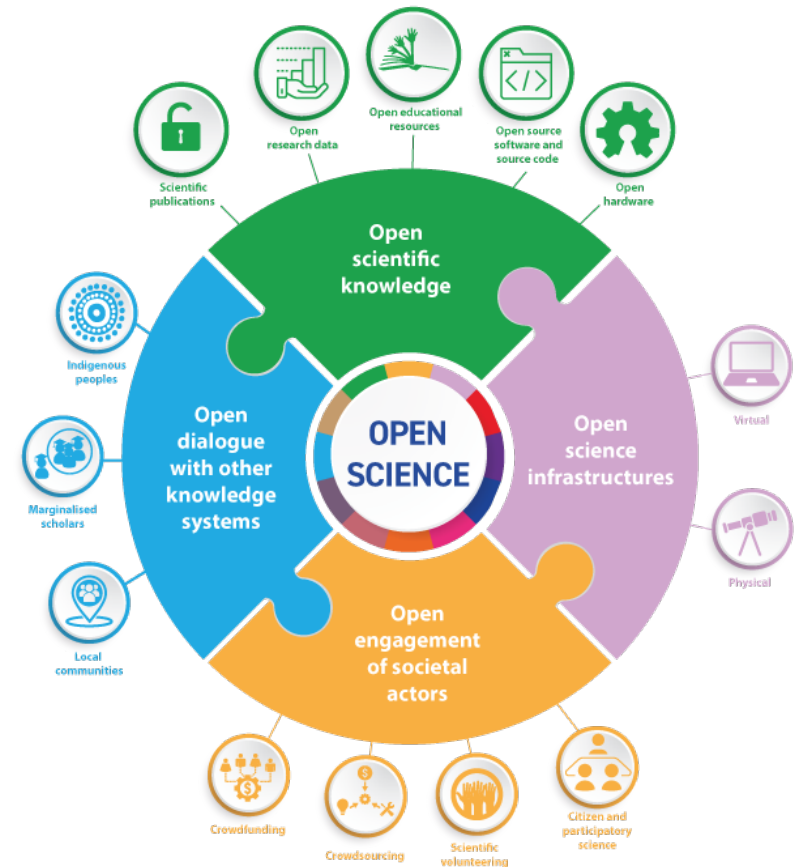 Open
research data
Open educational
resources
Open source
software and
source code
Scientific
publications
Open
hardware
Open
scientific
knowledge
Indigenous
peoples
Open
dialogue
with other
knowledge
systems
Marginalised
scholars
Local
communities
OPEN
SCIENCE
Open
science
infrastructures
Virtual
Physical
Open
engagement
of societal
actors
Crowdfunding
Crowdsourcing
Scientific
volunteering
Citizen and
participatory
science